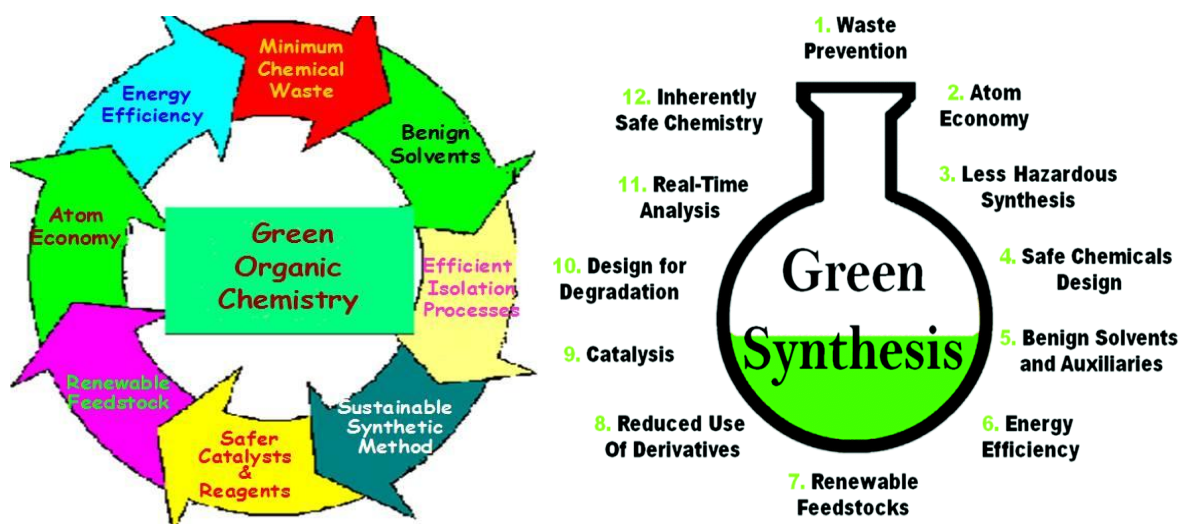 Minimum
Chemical
Waste
Benign
Solvents
Efficient
Isolation
Processes
Sustainable
Synthetic
Method
Safer
Catalysts
&
Reagents
Renewable
Feedstock
Atom
Economy
Energy
Efficiency
Green
Organic
Chemistry
1. Waste
Prevention
2. Atom
Economy
3. Less Hazardous
Synthesis
4. Safe Chemicals
Design
5. Benign Solvents
and Auxiliaries
6. Energy
Efficiency
7. Renewable
Feedstocks
8. Reduced Use
Of Derivatives
9. Catalysis
10. Design for
Degradation
11. Real-Time
Analysis
12. Inherently
Safe Chemistry
Green
Synthesis